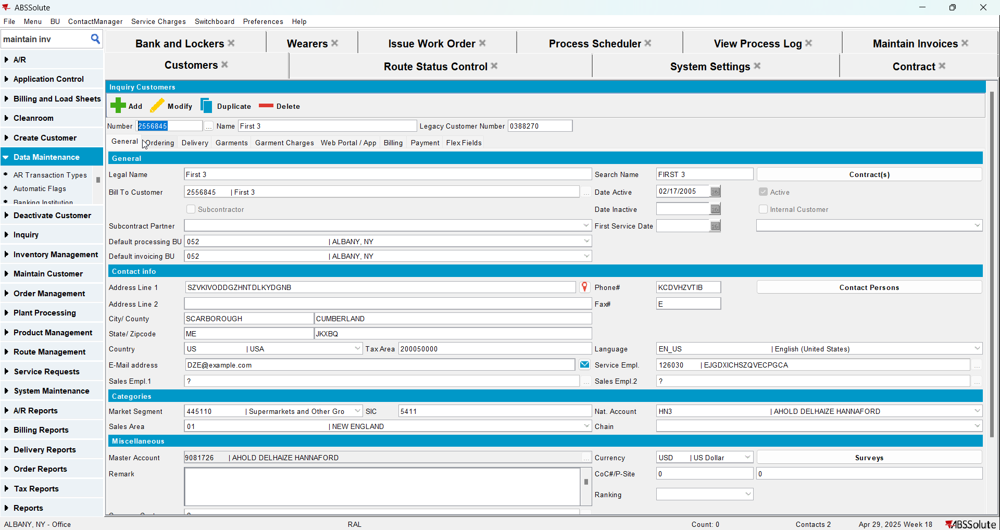 ABSSolute
File Menu BU ContactManager Service Charges Switchboard Preferences Help
maintain inv
Bank and Lockers Wearers Issue Work Order Process Scheduler View Process Log Maintain Invoices
Customers Route Status Control System Settings Contract
A/R
Application Control
Billing and Load Sheets
Cleanroom
Create Customer
Data Maintenance
AR Transaction Types
Automatic Flags
Banking Institution
Deactivate Customer
Inquiry
Inventory Management
Maintain Customer
Order Management
Plant Processing
Product Management
Route Management
Service Requests
System Maintenance
A/R Reports
Billing Reports
Delivery Reports
Order Reports
Tax Reports
Reports
Inquiry Customers
Add Modify Duplicate Delete
Number 2556845 ... Name First 3 Legacy Customer Number 0388270
General Ordering Delivery Garments Garment Charges Web Portal / App Billing Payment Flex Fields
General
Legal Name First 3 Search Name FIRST 3 Contract(s)
Bill To Customer 2556845 | First 3 ... Date Active 02/17/2005 16 Active
Subcontractor Date Inactive 16 Internal Customer
Subcontract Partner First Service Date 16
Default processing BU 052 | ALBANY, NY
Default invoicing BU 052 | ALBANY, NY
Contact info
Address Line 1 SZVKIVODDGZHNTDLKYDGNB Phone# KCDVHZVTIB Contact Persons
Address Line 2 Fax# E
City/ County SCARBOROUGH CUMBERLAND
State/ Zipcode ME JKXBQ
Country US | USA Tax Area 200050000 Language EN_US | English (United States)
E-Mail address DZE@example.com Service Empl. 126030 | EJGDXICHSZQVECPGCA ...
Sales Empl.1 ? ... Sales Empl.2 ? ...
Categories
Market Segment 445110 | Supermarkets and Other Gro SIC 5411 Nat. Account HN3 | AHOLD DELHAIZE HANNAFORD
Sales Area 01 | NEW ENGLAND Chain
Miscellaneous
Master Account 9081726 | AHOLD DELHAIZE HANNAFORD ... Currency USD | US Dollar Surveys
Remark CoC#/P-Site 0 0
Ranking
ALBANY, NY - Office RAL Count: 0 Contacts 2 Apr 29, 2025 Week 18 ABSSolute